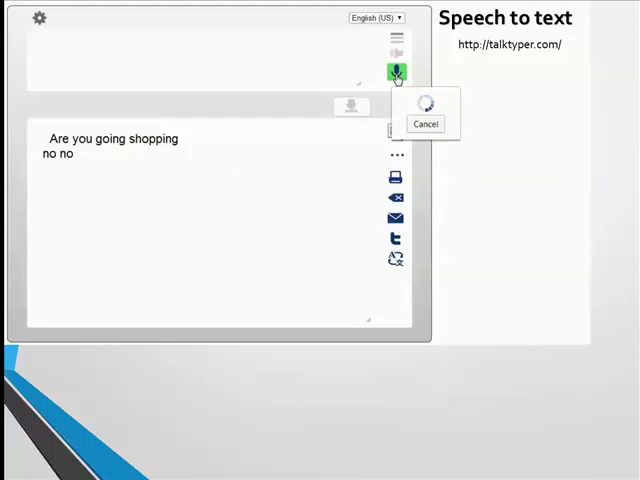 English (US)
Speech to text
http://talktyper.com/
Cancel
Are you going shopping
no no